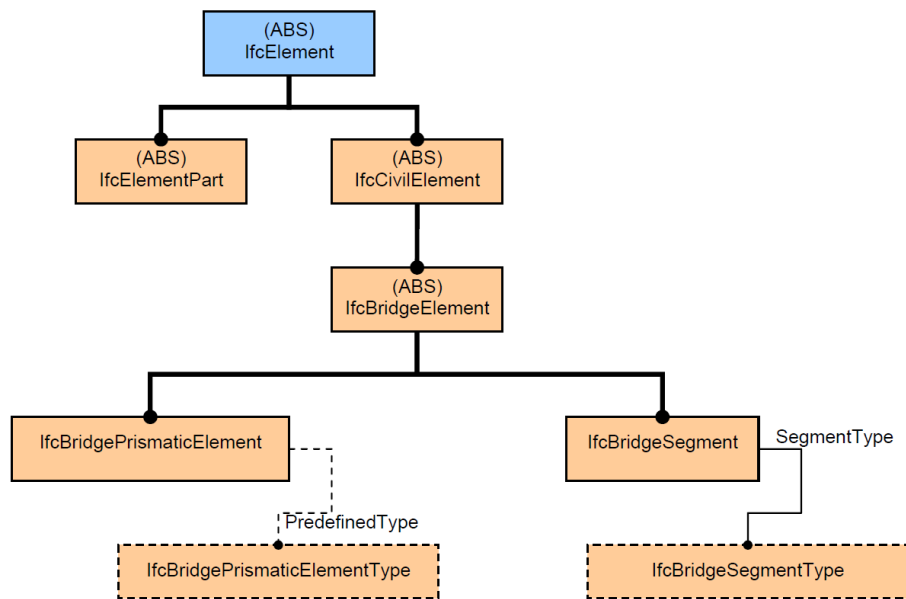 (ABS)
IfcElement
(ABS)
IfcElementPart
(ABS)
IfcCivilElement
(ABS)
IfcBridgeElement
IfcBridgePrismaticElement
IfcBridgeSegment
SegmentType
PredefinedType
IfcBridgePrismaticElementType
IfcBridgeSegmentType